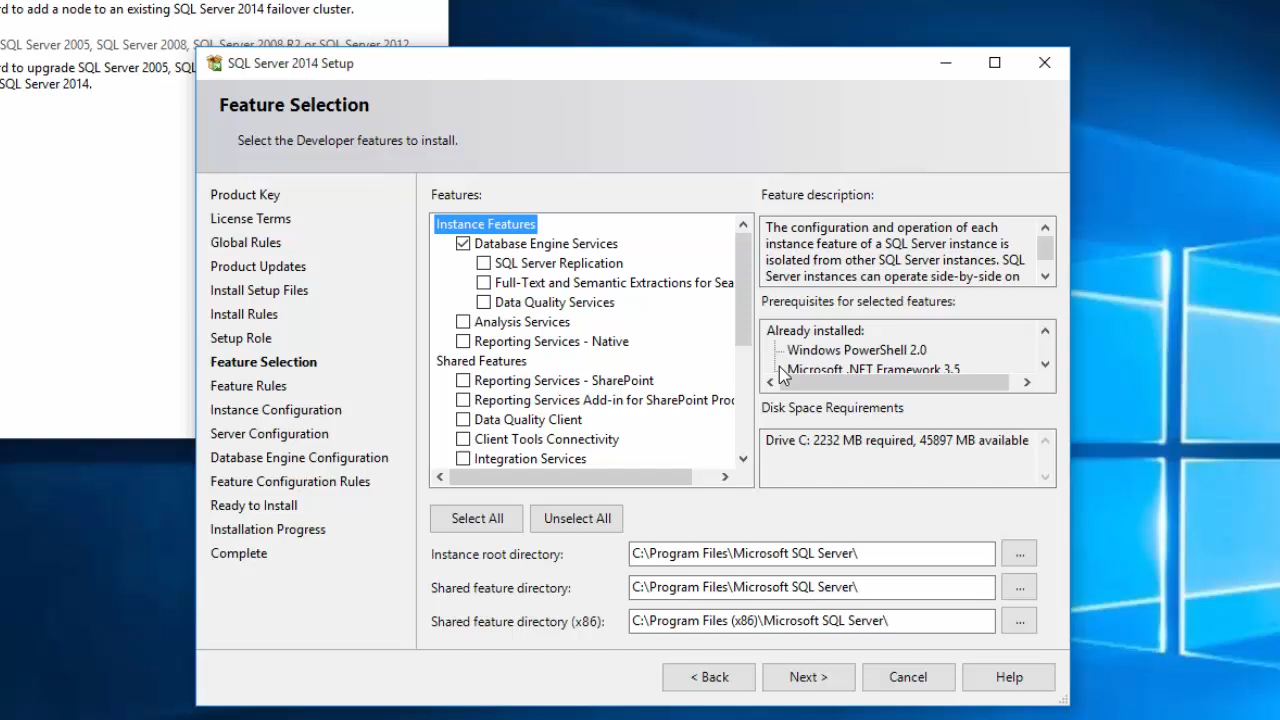 rd to add a node to an existing SQL Server 2014 failover cluster.
SQL Server 2005, SQL Server 2008, SQL Server 2008 R2 or SQL Server 2012
rd to upgrade SQL Server 2005, SQL
SQL Server 2014.
SQL Server 2014 Setup
Feature Selection
Select the Developer features to install.
Product Key
License Terms
Global Rules
Product Updates
Install Setup Files
Install Rules
Setup Role
Feature Selection
Feature Rules
Instance Configuration
Server Configuration
Database Engine Configuration
Feature Configuration Rules
Ready to Install
Installation Progress
Complete
Features:
Instance Features
Database Engine Services
SQL Server Replication
Full-Text and Semantic Extractions for Sea
Data Quality Services
Analysis Services
Reporting Services - Native
Shared Features
Reporting Services - SharePoint
Reporting Services Add-in for SharePoint Proc
Data Quality Client
Client Tools Connectivity
Integration Services
Feature description:
The configuration and operation of each
instance feature of a SQL Server instance is
isolated from other SQL Server instances. SQL
Server instances can operate side-by-side on
Prerequisites for selected features:
Already installed:
Windows PowerShell 2.0
Microsoft .NET Framework 3.5
Disk Space Requirements
Drive C: 2232 MB required, 45897 MB available
Select All
Unselect All
Instance root directory:
C:\Program Files\Microsoft SQL Server\
...
Shared feature directory:
C:\Program Files\Microsoft SQL Server\
...
Shared feature directory (x86):
C:\Program Files (x86)\Microsoft SQL Server\
...
< Back
Next >
Cancel
Help